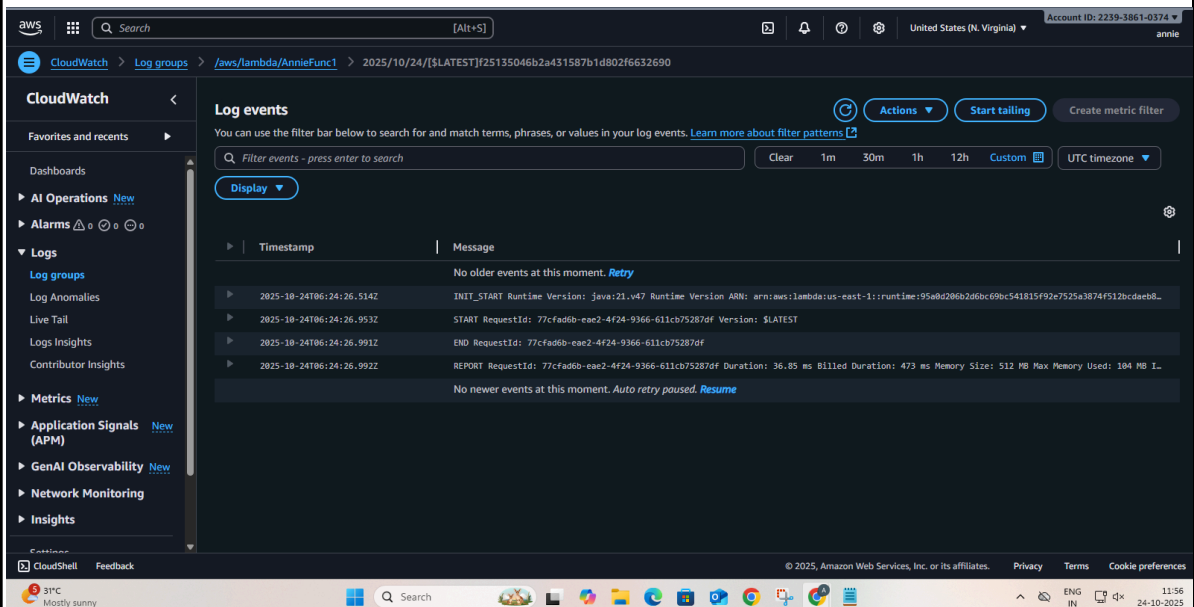 aws
Search [Alt+S]
United States (N. Virginia)
Account ID: 2239-3861-0374
annie
CloudWatch > Log groups > /aws/lambda/AnnieFunc1 > 2025/10/24/[$LATEST]f25135046b2a431587b1d802f6632690
CloudWatch
Favorites and recents
Dashboards
AI Operations New
Alarms 0 0 0
Logs
Log groups
Log Anomalies
Live Tail
Logs Insights
Contributor Insights
Metrics New
Application Signals (APM) New
GenAI Observability New
Network Monitoring
Insights
Settings
Log events
Actions
Start tailing
Create metric filter
You can use the filter bar below to search for and match terms, phrases, or values in your log events. Learn more about filter patterns
Filter events - press enter to search
Clear 1m 30m 1h 12h Custom UTC timezone
Display
Timestamp Message
No older events at this moment. Retry
2025-10-24T06:24:26.514Z INIT_START Runtime Version: java:21.v47 Runtime Version ARN: arn:aws:lambda:us-east-1::runtime:95a0d206b2d6bc69bc541815f92e7525a3874f512bcdaeb8…
2025-10-24T06:24:26.953Z START RequestId: 77cfad6b-eae2-4f24-9366-611cb75287df Version: $LATEST
2025-10-24T06:24:26.991Z END RequestId: 77cfad6b-eae2-4f24-9366-611cb75287df
2025-10-24T06:24:26.992Z REPORT RequestId: 77cfad6b-eae2-4f24-9366-611cb75287df Duration: 36.85 ms Billed Duration: 473 ms Memory Size: 512 MB Max Memory Used: 104 MB I…
No newer events at this moment. Auto retry paused. Resume
CloudShell Feedback
© 2025, Amazon Web Services, Inc. or its affiliates. Privacy Terms Cookie preferences
5
31°C
Mostly sunny
Search
A
ENG
IN
11:56
24-10-2025